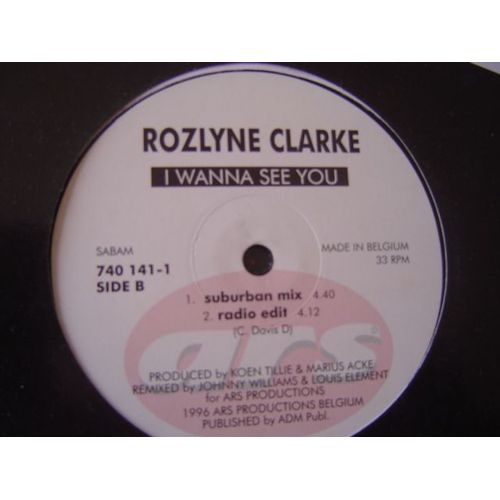 ROZLYNE CLARKE
I WANNA SEE YOU
SABAM
740 141-1
SIDE B
MADE IN BELGIUM
33 RPM
1. suburban mix 4.40
2. radio edit 4.12
(C. Davis D)
ars
PRODUCED by KOEN TILLIE & MARIUS ACKE
REMIXED by JOHNNY WILLIAMS & LOUIS ELEMENT
for ARS PRODUCTIONS
1996 ARS PRODUCTIONS BELGIUM
PUBLISHED by ADM Publ.